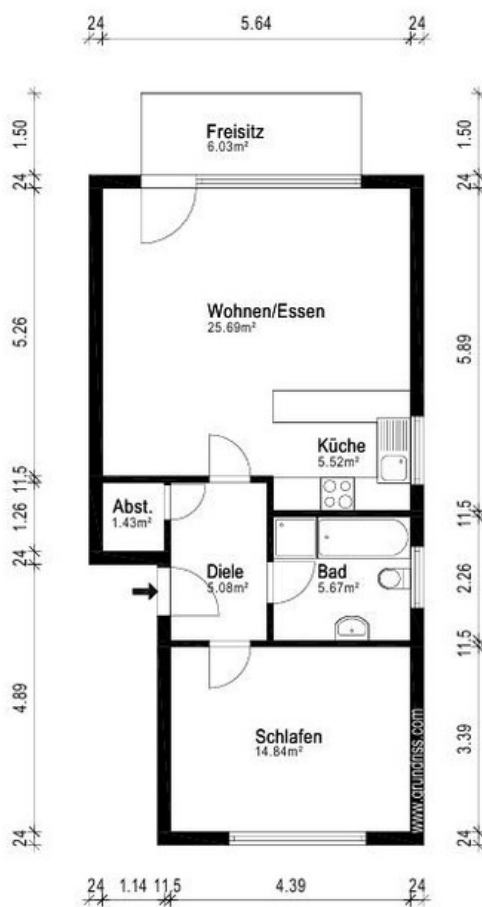 24 5.64 24
1.50
24
5.26
11.5
1.26
24
4.89
24
1.50
24
5.89
11.5
2.26
11.5
3.39
24
Freisitz
6.03m²
Wohnen/Essen
25.69m²
Küche
5.52m²
Abst.
1.43m²
Diele
5.08m²
Bad
5.67m²
Schlafen
14.84m²
www.grundriss.com
24 1.14 11.5 4.39 24